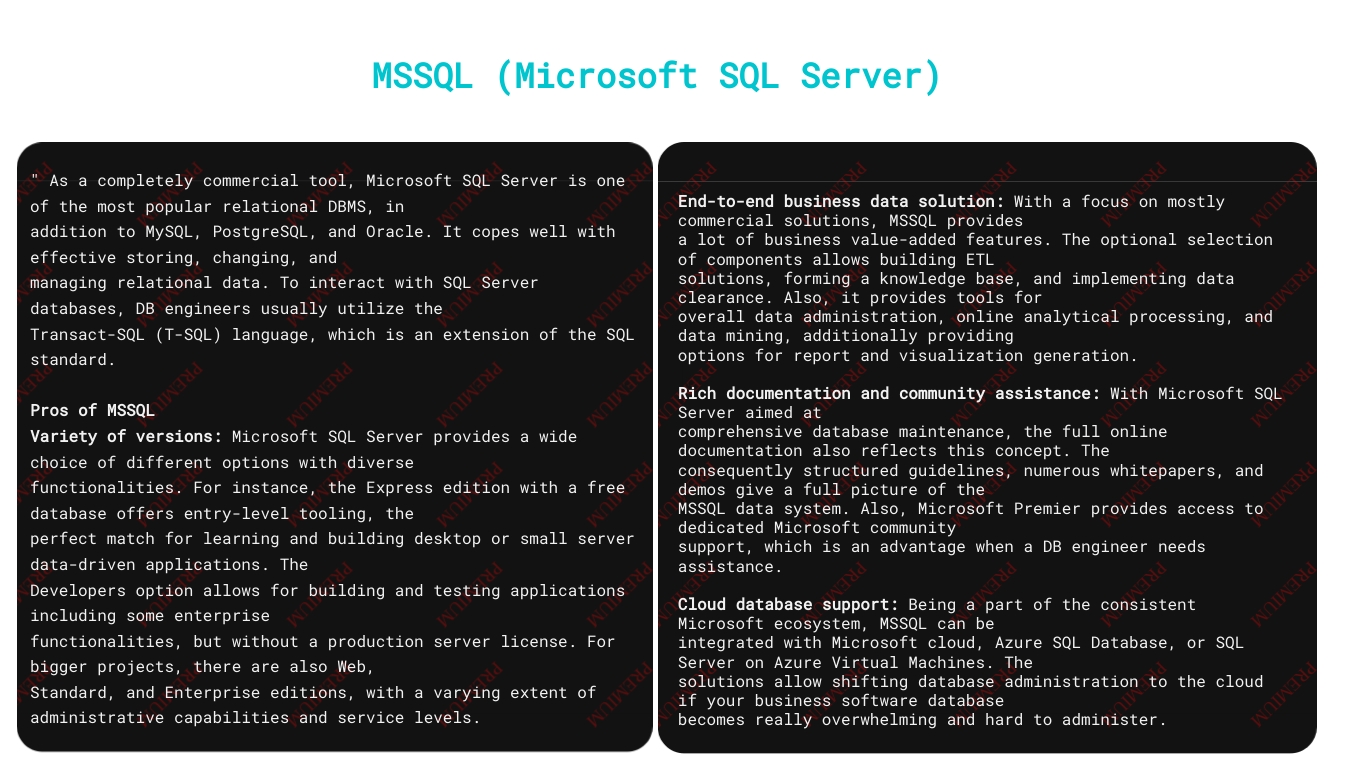 MSSQL (Microsoft SQL Server)
" As a completely commercial tool, Microsoft SQL Server is one
of the most popular relational DBMS, in
addition to MySQL, PostgreSQL, and Oracle. It copes well with
effective storing, changing, and
managing relational data. To interact with SQL Server
databases, DB engineers usually utilize the
Transact-SQL (T-SQL) language, which is an extension of the SQL
standard.
Pros of MSSQL
Variety of versions: Microsoft SQL Server provides a wide
choice of different options with diverse
functionalities. For instance, the Express edition with a free
database offers entry-level tooling, the
perfect match for learning and building desktop or small server
data-driven applications. The
Developers option allows for building and testing applications
including some enterprise
functionalities, but without a production server license. For
bigger projects, there are also Web,
Standard, and Enterprise editions, with a varying extent of
administrative capabilities and service levels.
End-to-end business data solution: With a focus on mostly
commercial solutions, MSSQL provides
a lot of business value-added features. The optional selection
of components allows building ETL
solutions, forming a knowledge base, and implementing data
clearance. Also, it provides tools for
overall data administration, online analytical processing, and
data mining, additionally providing
options for report and visualization generation.
Rich documentation and community assistance: With Microsoft SQL
Server aimed at
comprehensive database maintenance, the full online
documentation also reflects this concept. The
consequently structured guidelines, numerous whitepapers, and
demos give a full picture of the
MSSQL data system. Also, Microsoft Premier provides access to
dedicated Microsoft community
support, which is an advantage when a DB engineer needs
assistance.
Cloud database support: Being a part of the consistent
Microsoft ecosystem, MSSQL can be
integrated with Microsoft cloud, Azure SQL Database, or SQL
Server on Azure Virtual Machines. The
solutions allow shifting database administration to the cloud
if your business software database
becomes really overwhelming and hard to administer.
PREMIUM